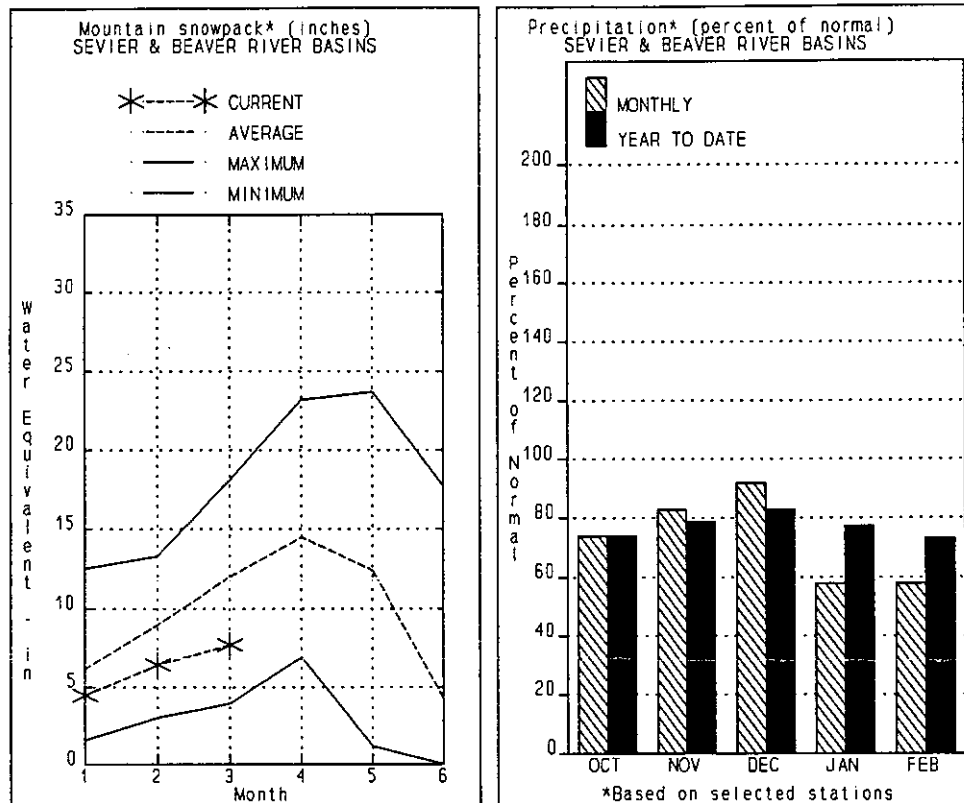 Mountain snowpack* (inches)
SEVIER & BEAVER RIVER BASINS
CURRENT
AVERAGE
MAXIMUM
MINIMUM
35
30
25
20
15
10
5
0
Water Equivalent - in
1 2 3 4 5 6
Month
Precipitation* (percent of normal)
SEVIER & BEAVER RIVER BASINS
MONTHLY
YEAR TO DATE
200
180
160
140
120
100
80
60
40
20
0
Percent of Normal
OCT NOV DEC JAN FEB
*Based on selected stations